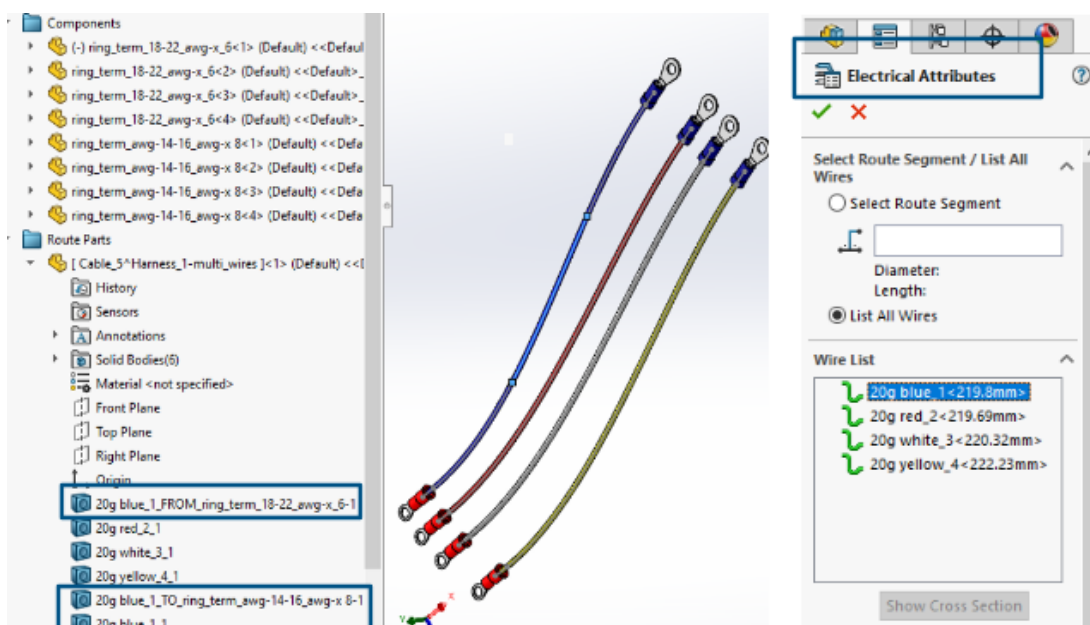 Components
(-) ring_term_18-22_awg-x_6<1> (Default) <<Defaul
ring_term_18-22_awg-x_6<2> (Default) <<Default>_
ring_term_18-22_awg-x_6<3> (Default) <<Default>_
ring_term_18-22_awg-x_6<4> (Default) <<Default>_
ring_term_awg-14-16_awg-x 8<1> (Default) <<Defa
ring_term_awg-14-16_awg-x 8<2> (Default) <<Defa
ring_term_awg-14-16_awg-x 8<3> (Default) <<Defa
ring_term_awg-14-16_awg-x 8<4> (Default) <<Defa
Route Parts
[ Cable_5^Harness_1-multi_wires ]<1> (Default) <<D
History
Sensors
Annotations
Solid Bodies(6)
Material <not specified>
Front Plane
Top Plane
Right Plane
Origin
20g blue_1_FROM_ring_term_18-22_awg-x_6-1
20g red_2_1
20g white_3_1
20g yellow_4_1
20g blue_1_TO_ring_term_awg-14-16_awg-x 8-1
20g blue_1_1
Y
X
Electrical Attributes
?
Select Route Segment / List All
Wires
Select Route Segment
Diameter:
Length:
List All Wires
Wire List
20g blue_1<219.8mm>
20g red_2<219.69mm>
20g white_3<220.32mm>
20g yellow_4<222.23mm>
Show Cross Section